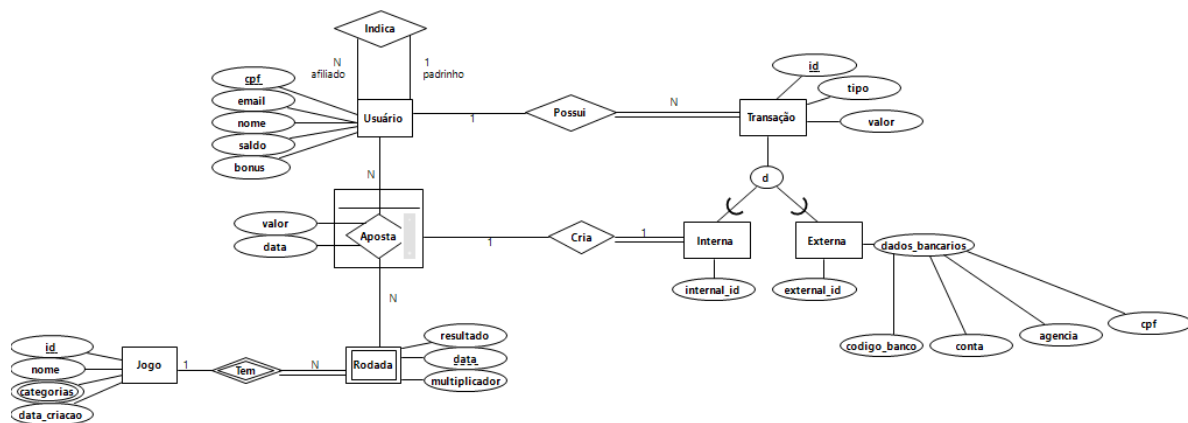 Indica
N
afiliado
1
padrinho
cpf
email
nome
saldo
bonus
Usuário
1
Possui
N
Transação
id
tipo
valor
d
N
valor
data
Aposta
1
Cria
1
Interna
Externa
dados_bancarios
internal_id
external_id
codigo_banco
conta
agencia
cpf
N
id
nome
categorias
data_criacao
Jogo
1
Tem
N
Rodada
resultado
data
multiplicador